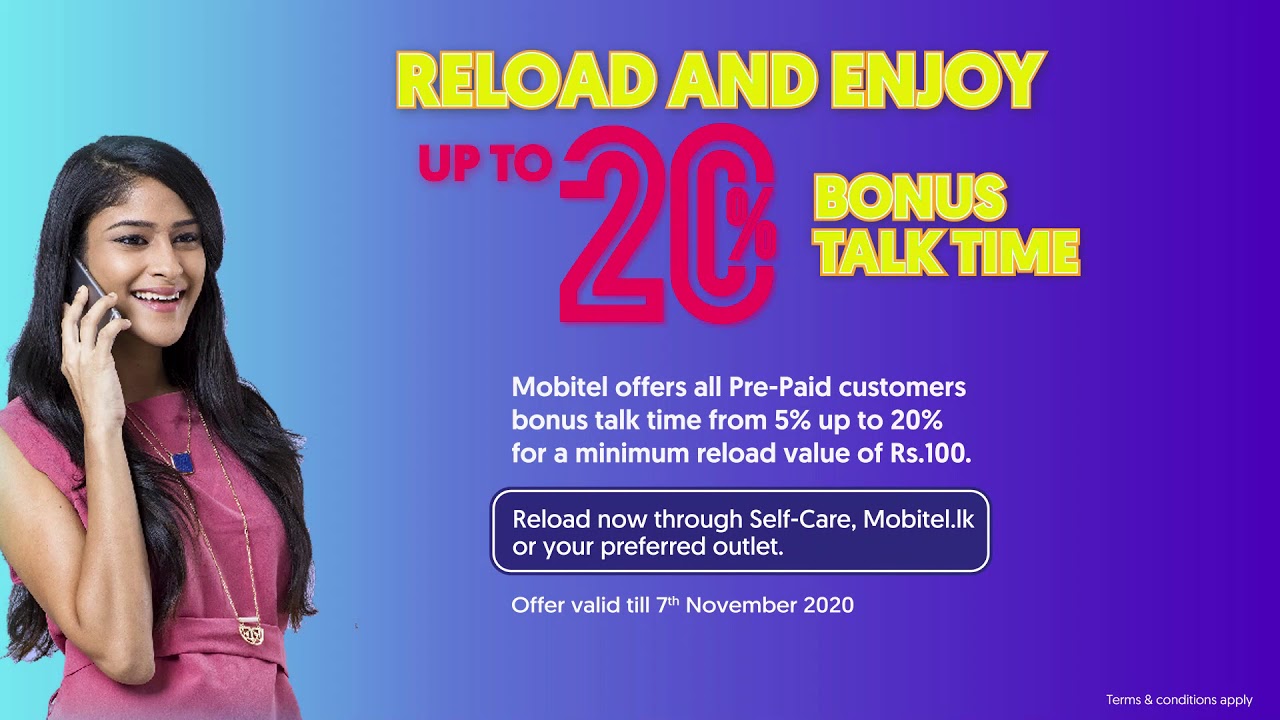 RELOAD AND ENJOY
UP TO 20%
BONUS
TALK TIME
Mobitel offers all Pre-Paid customers
bonus talk time from 5% up to 20%
for a minimum reload value of Rs.100.
Reload now through Self-Care, Mobitel.lk
or your preferred outlet.
Offer valid till 7th November 2020
Terms & conditions apply